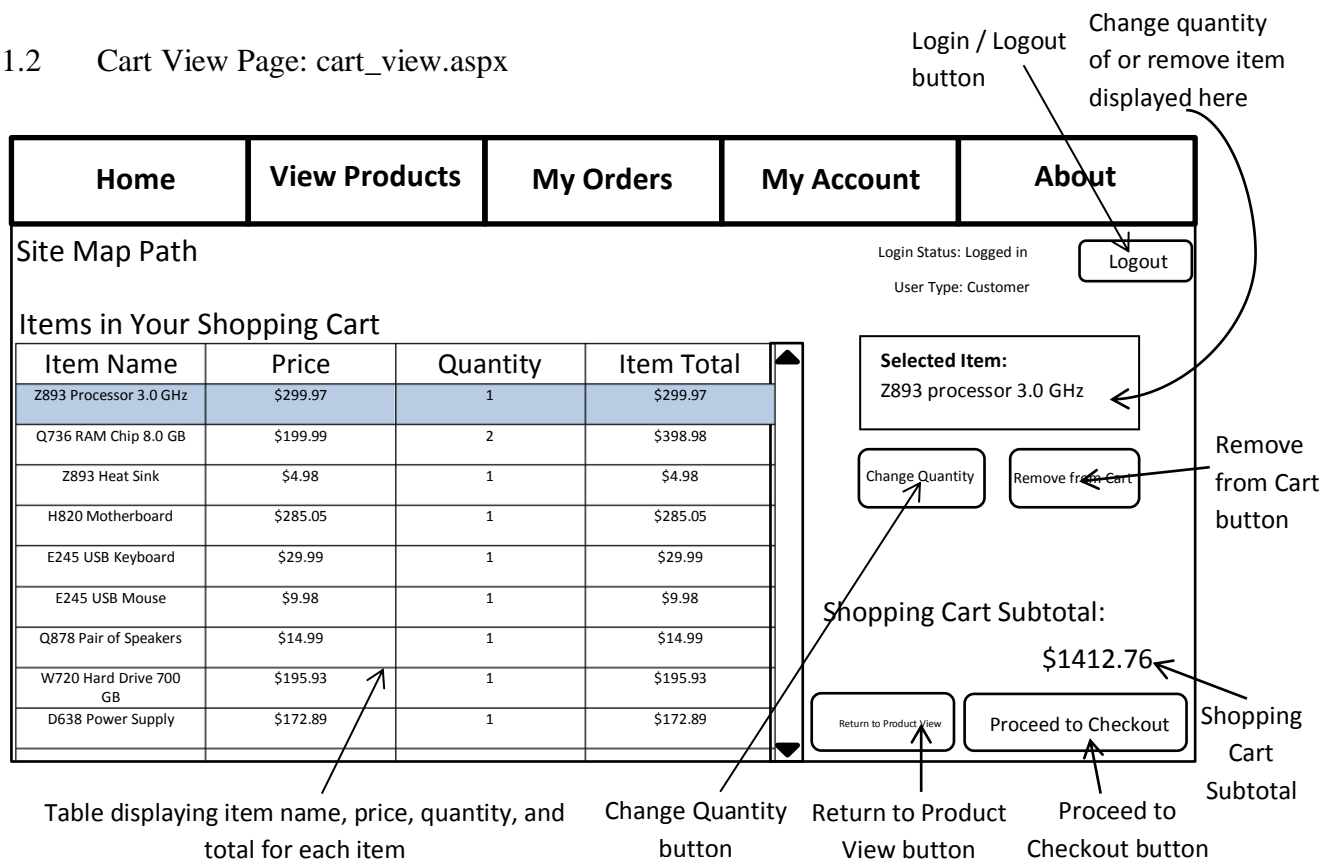 Change quantity
of or remove item
displayed here
Login / Logout
button
1.2 Cart View Page: cart_view.aspx
Home View Products My Orders My Account About
Site Map Path
Login Status: Logged in
Logout
User Type: Customer
Items in Your Shopping Cart
Item Name Price Quantity Item Total
Z893 Processor 3.0 GHz $299.97 1 $299.97
Q736 RAM Chip 8.0 GB $199.99 2 $398.98
Z893 Heat Sink $4.98 1 $4.98
H820 Motherboard $285.05 1 $285.05
E245 USB Keyboard $29.99 1 $29.99
E245 USB Mouse $9.98 1 $9.98
Q878 Pair of Speakers $14.99 1 $14.99
W720 Hard Drive 700
GB $195.93 1 $195.93
D638 Power Supply $172.89 1 $172.89
Selected Item:
Z893 processor 3.0 GHz
Change Quantity
Remove from Cart
Remove
from Cart
button
Shopping Cart Subtotal:
$1412.76
Return to Product View
Proceed to Checkout
Shopping
Cart
Subtotal
Table displaying item name, price, quantity, and
total for each item
Change Quantity
button
Return to Product
View button
Proceed to
Checkout button